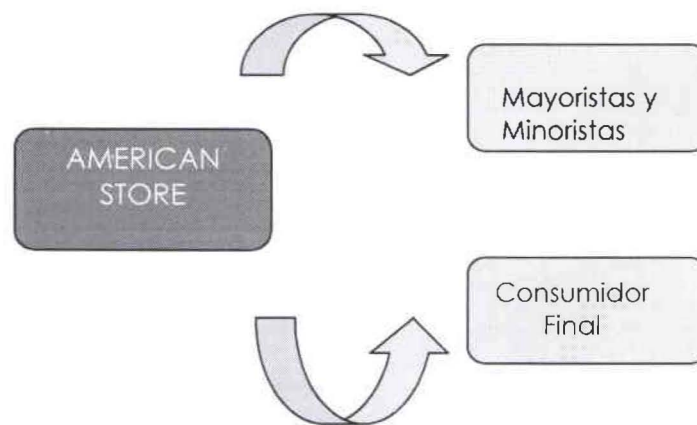 AMERICAN
STORE
Mayoristas y
Minoristas
Consumidor
Final